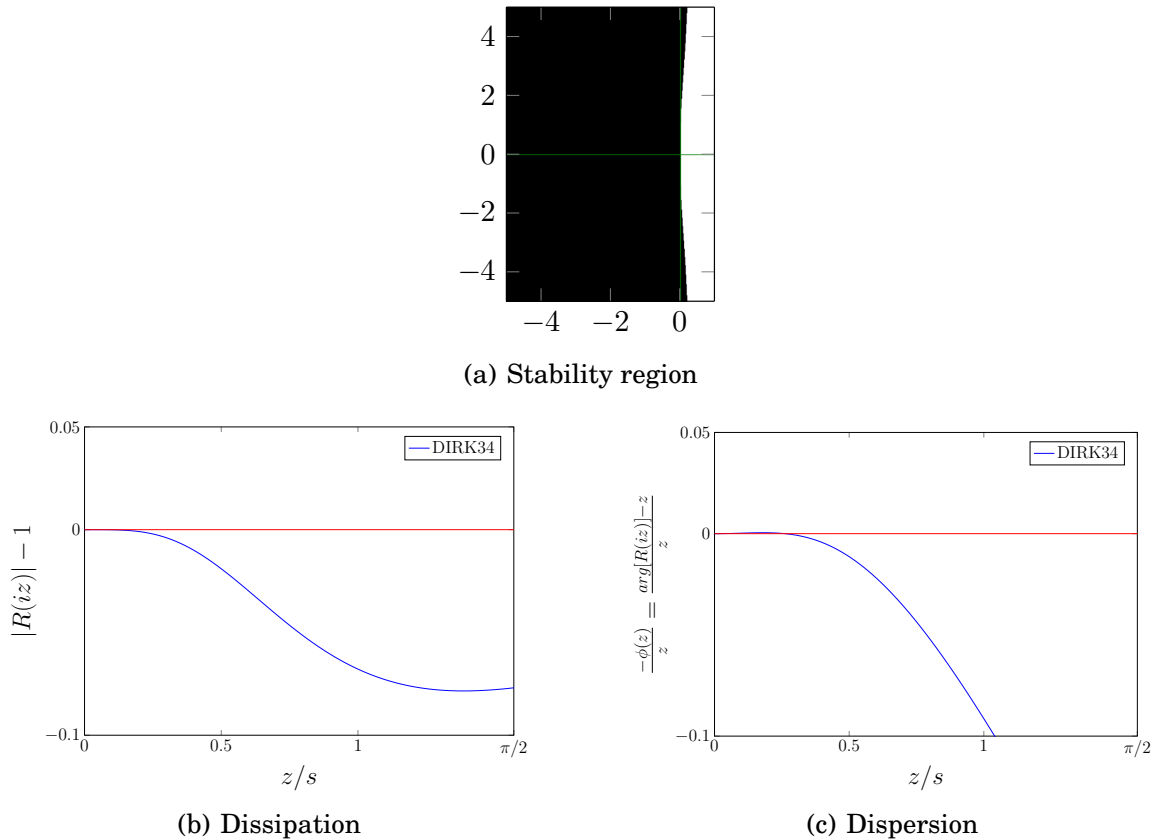 4
2
0
−2
−4
−4 −2 0
(a) Stability region
0.05
0
−0.1
|R(iz)| − 1
DIRK34
0 0.5 1 π/2
z/s
(b) Dissipation
0.05
0
−0.1
−ϕ(z)/z = arg[R(iz)]−z/z
DIRK34
0 0.5 1 π/2
z/s
(c) Dispersion